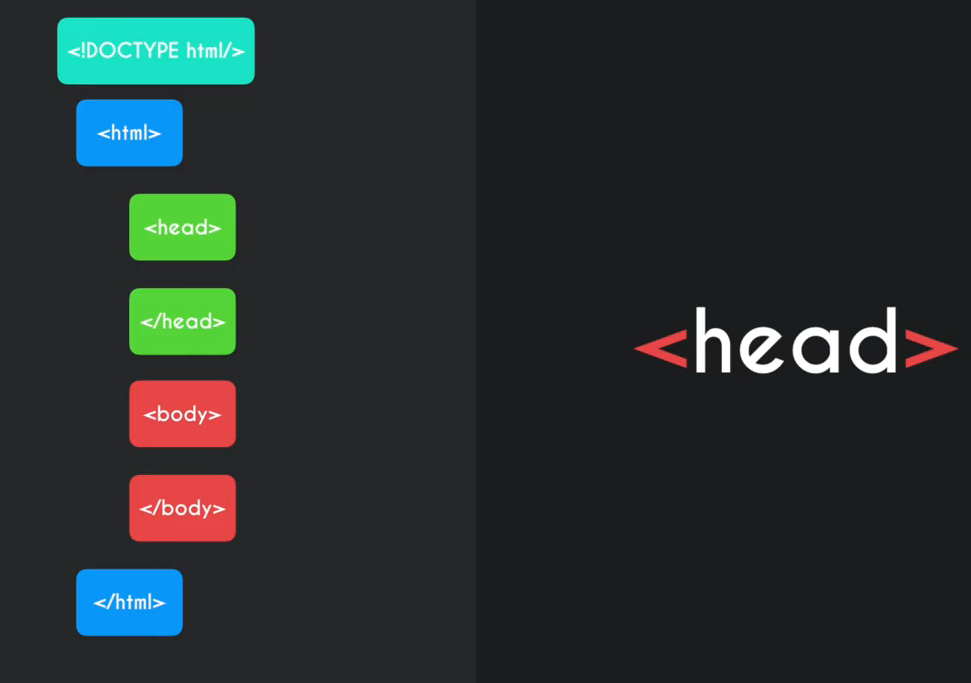 <!DOCTYPE html/>
<html>
<head>
</head>
<body>
</body>
</html>
<head>